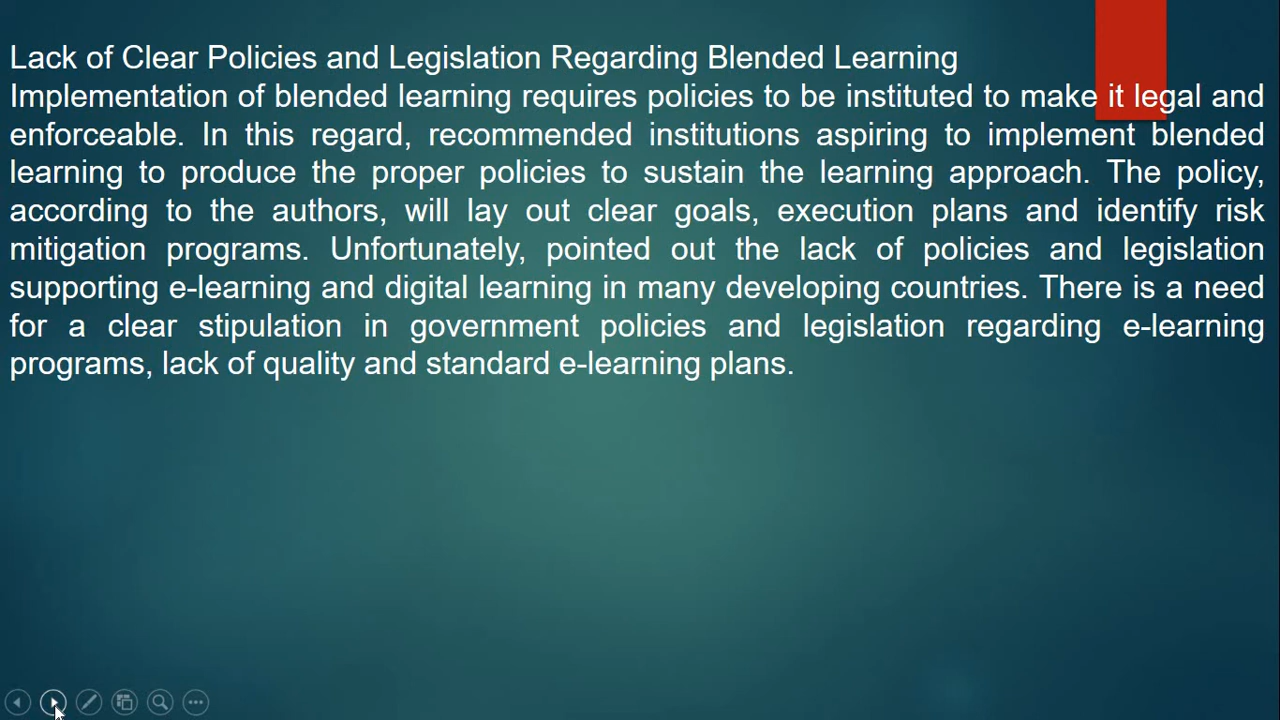 Lack of Clear Policies and Legislation Regarding Blended Learning
Implementation of blended learning requires policies to be instituted to make it legal and
enforceable. In this regard, recommended institutions aspiring to implement blended
learning to produce the proper policies to sustain the learning approach. The policy,
according to the authors, will lay out clear goals, execution plans and identify risk
mitigation programs. Unfortunately, pointed out the lack of policies and legislation
supporting e-learning and digital learning in many developing countries. There is a need
for a clear stipulation in government policies and legislation regarding e-learning
programs, lack of quality and standard e-learning plans.